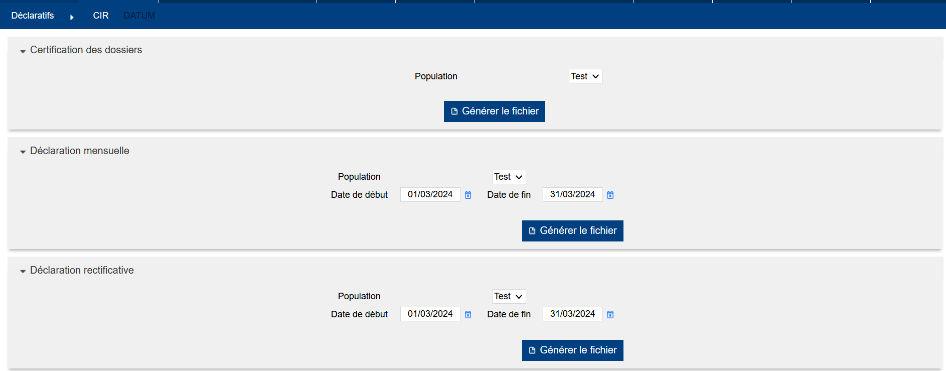 Déclaratifs CIR DATUM
Certification des dossiers
Population Test
Générer le fichier
Déclaration mensuelle
Population Test
Date de début 01/03/2024 Date de fin 31/03/2024
Générer le fichier
Déclaration rectificative
Population Test
Date de début 01/03/2024 Date de fin 31/03/2024
Générer le fichier